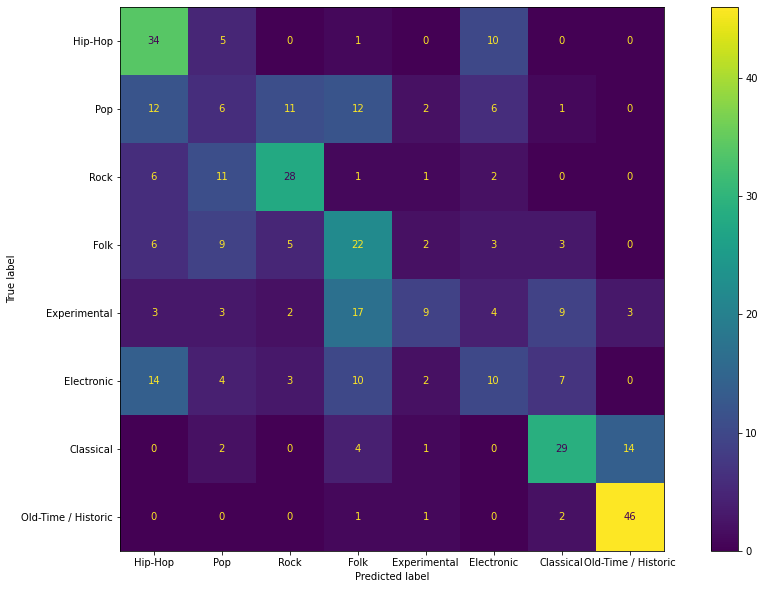 Hip-Hop 34 5 0 1 0 10 0 0
Pop 12 6 11 12 2 6 1 0
Rock 6 11 28 1 1 2 0 0
Folk 6 9 5 22 2 3 3 0
Experimental 3 3 2 17 9 4 9 3
Electronic 14 4 3 10 2 10 7 0
Classical 0 2 0 4 1 0 29 14
Old-Time / Historic 0 0 0 1 1 0 2 46
Hip-Hop Pop Rock Folk Experimental Electronic Classical Old-Time / Historic
Predicted label
True label
40
30
20
10
0